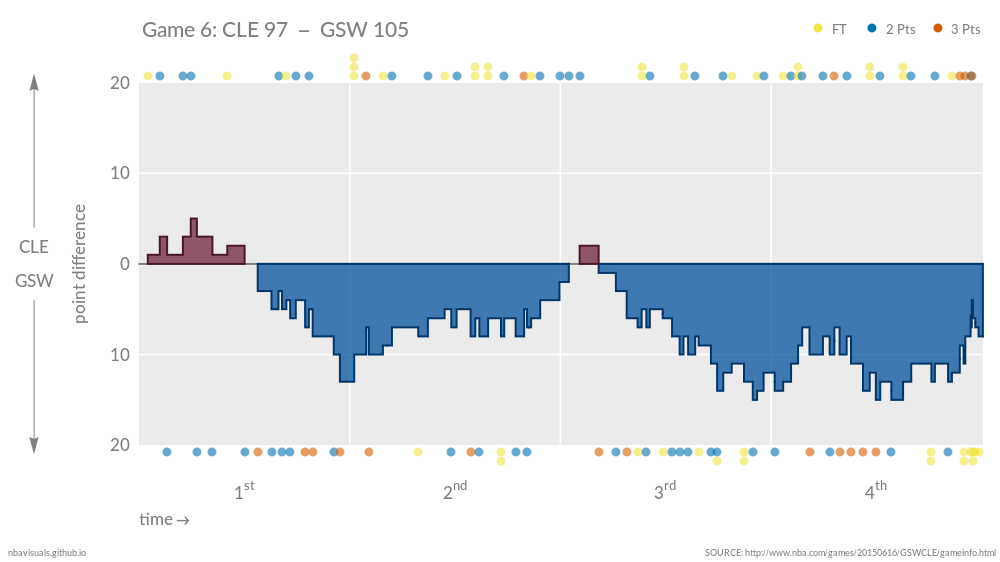 Game 6: CLE 97 – GSW 105
FT
2 Pts
3 Pts
20
10
0
10
20
CLE
GSW
point difference
1st
2nd
3rd
4th
time→
nbavisuals.github.io
SOURCE: http://www.nba.com/games/20150616/GSWCLE/gameinfo.html